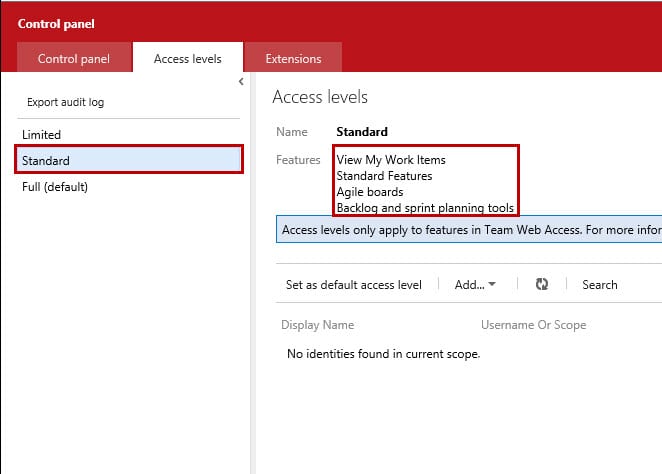 Control panel
Control panel Access levels Extensions
Export audit log
Limited
Standard
Full (default)
Access levels
Name Standard
Features View My Work Items
Standard Features
Agile boards
Backlog and sprint planning tools
Access levels only apply to features in Team Web Access. For more infor
Set as default access level Add... Search
Display Name Username Or Scope
No identities found in current scope.